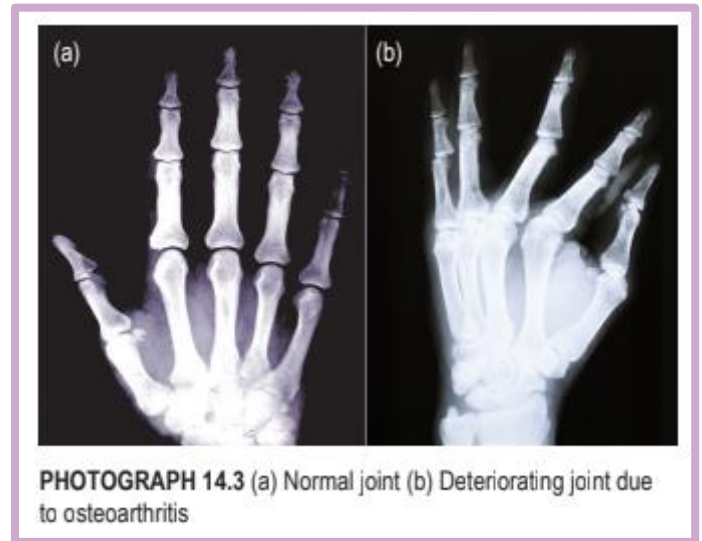 (a)
(b)
PHOTOGRAPH 14.3 (a) Normal joint (b) Deteriorating joint due
to osteoarthritis